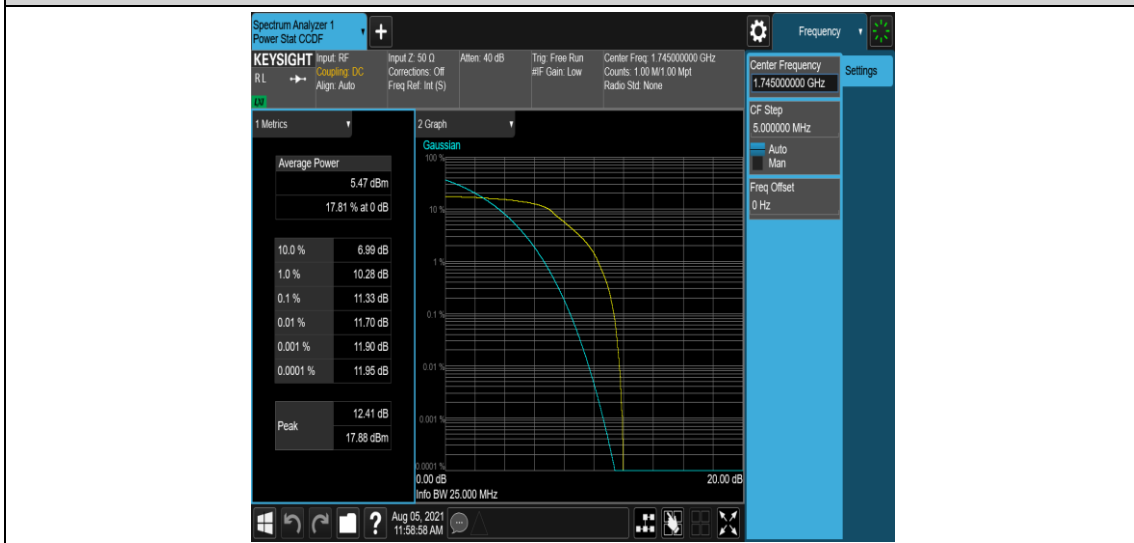 Spectrum Analyzer 1
Power Stat CCDF
+
Frequency
KEYSIGHT
RL
LXI
Input: RF
Coupling: DC
Align: Auto
Input Z: 50 Ω
Corrections: Off
Freq Ref: Int (S)
Atten: 40 dB
Trig: Free Run
#IF Gain: Low
Center Freq: 1.745000000 GHz
Counts: 1.00 M/1.00 Mpt
Radio Std: None
Center Frequency
1.745000000 GHz
Settings
CF Step
5.000000 MHz
Auto
Man
Freq Offset
0 Hz
1 Metrics
Average Power
5.47 dBm
17.81 % at 0 dB
10.0 % 6.99 dB
1.0 % 10.28 dB
0.1 % 11.33 dB
0.01 % 11.70 dB
0.001 % 11.90 dB
0.0001 % 11.95 dB
Peak 12.41 dB
17.88 dBm
2 Graph
Gaussian
100 %
10 %
1 %
0.1 %
0.01 %
0.001 %
0.0001 %
0.00 dB 20.00 dB
Info BW 25.000 MHz
?
Aug 05, 2021
11:58:58 AM